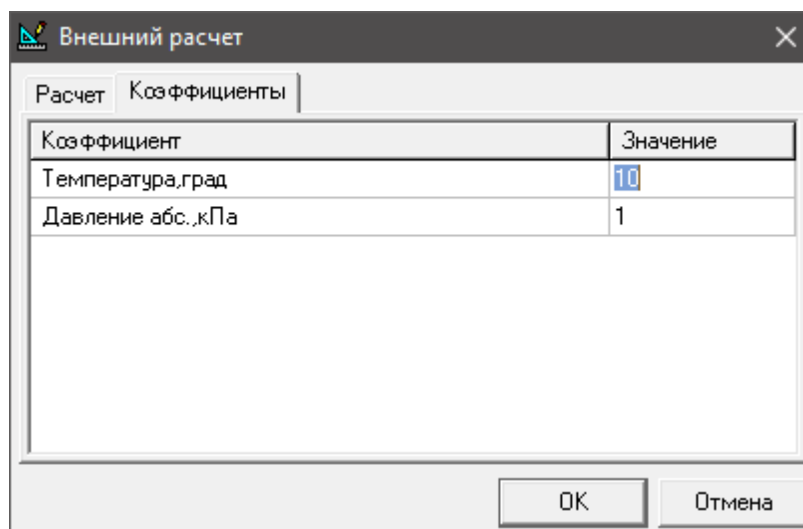 Внешний расчет
Расчет Коэффициенты
Коэффициент Значение
Температура,град 10
Давление абс.,кПа 1
OK Отмена